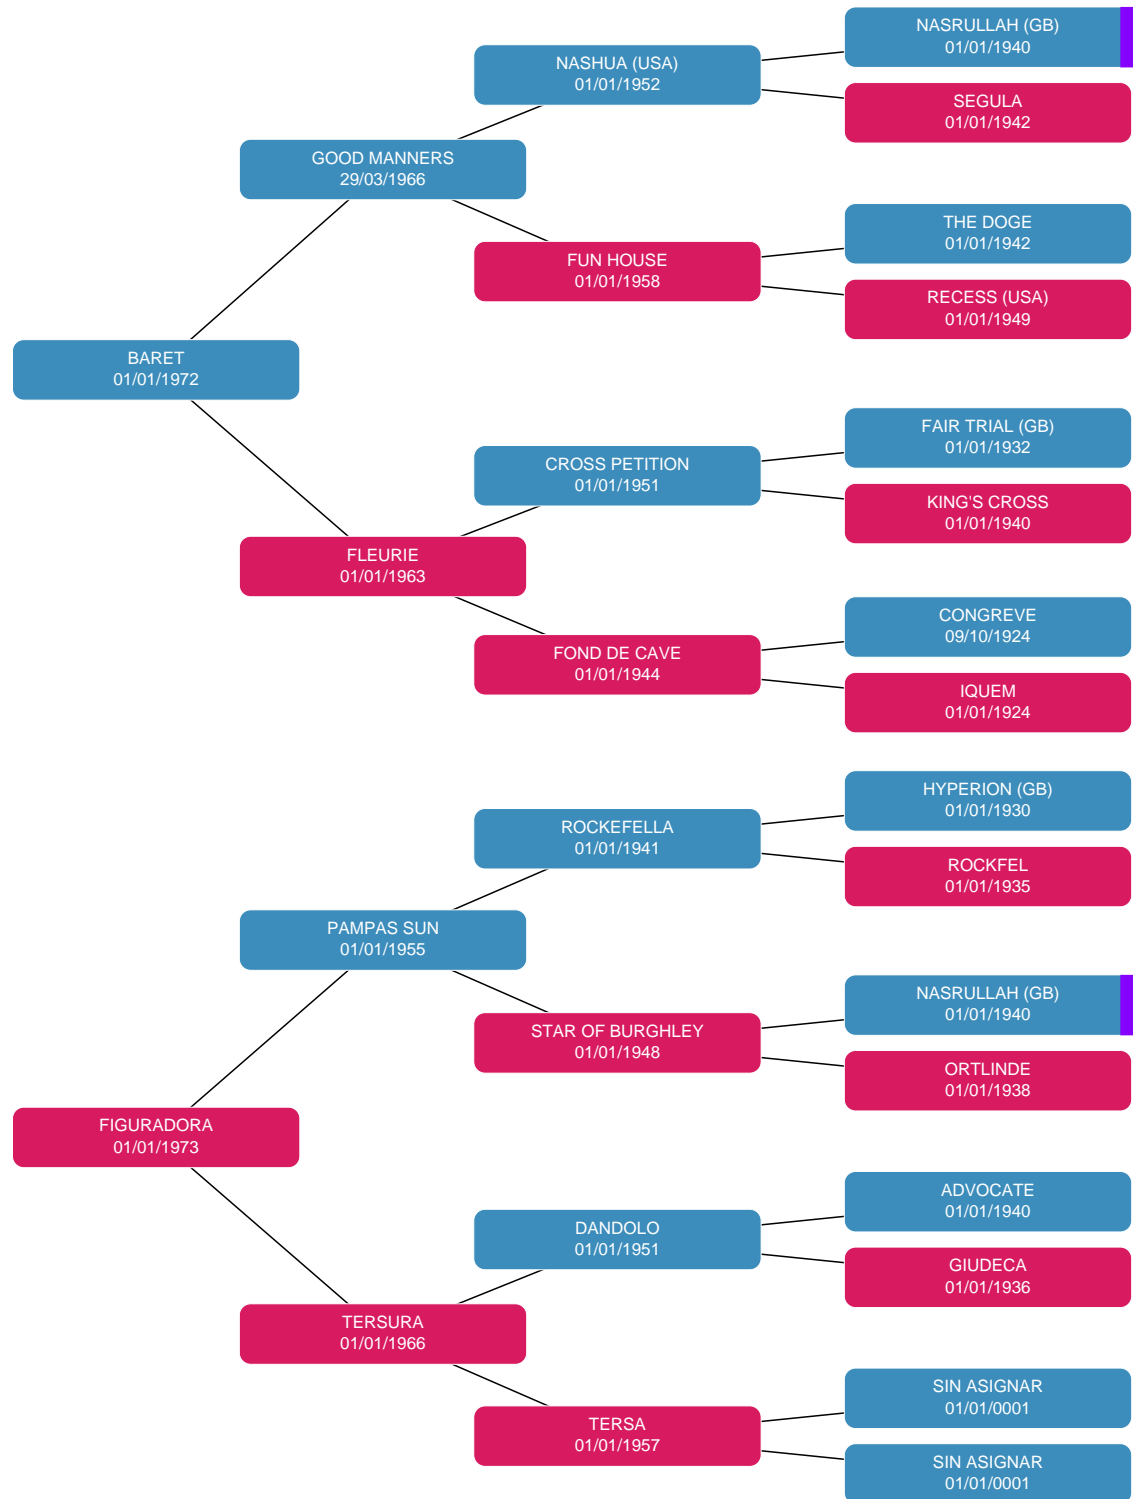 NASRULLAH (GB)
01/01/1940
NASHUA (USA)
01/01/1952
SEGULA
01/01/1942
GOOD MANNERS
29/03/1966
THE DOGE
01/01/1942
FUN HOUSE
01/01/1958
RECESS (USA)
01/01/1949
BARET
01/01/1972
FAIR TRIAL (GB)
01/01/1932
CROSS PETITION
01/01/1951
KING'S CROSS
01/01/1940
FLEURIE
01/01/1963
CONGREVE
09/10/1924
FOND DE CAVE
01/01/1944
IQUEM
01/01/1924
HYPERION (GB)
01/01/1930
ROCKEFELLA
01/01/1941
ROCKFEL
01/01/1935
PAMPAS SUN
01/01/1955
NASRULLAH (GB)
01/01/1940
STAR OF BURGHLEY
01/01/1948
ORTLINDE
01/01/1938
FIGURADORA
01/01/1973
ADVOCATE
01/01/1940
DANDOLO
01/01/1951
GIUDECA
01/01/1936
TERSURA
01/01/1966
SIN ASIGNAR
01/01/0001
TERSA
01/01/1957
SIN ASIGNAR
01/01/0001